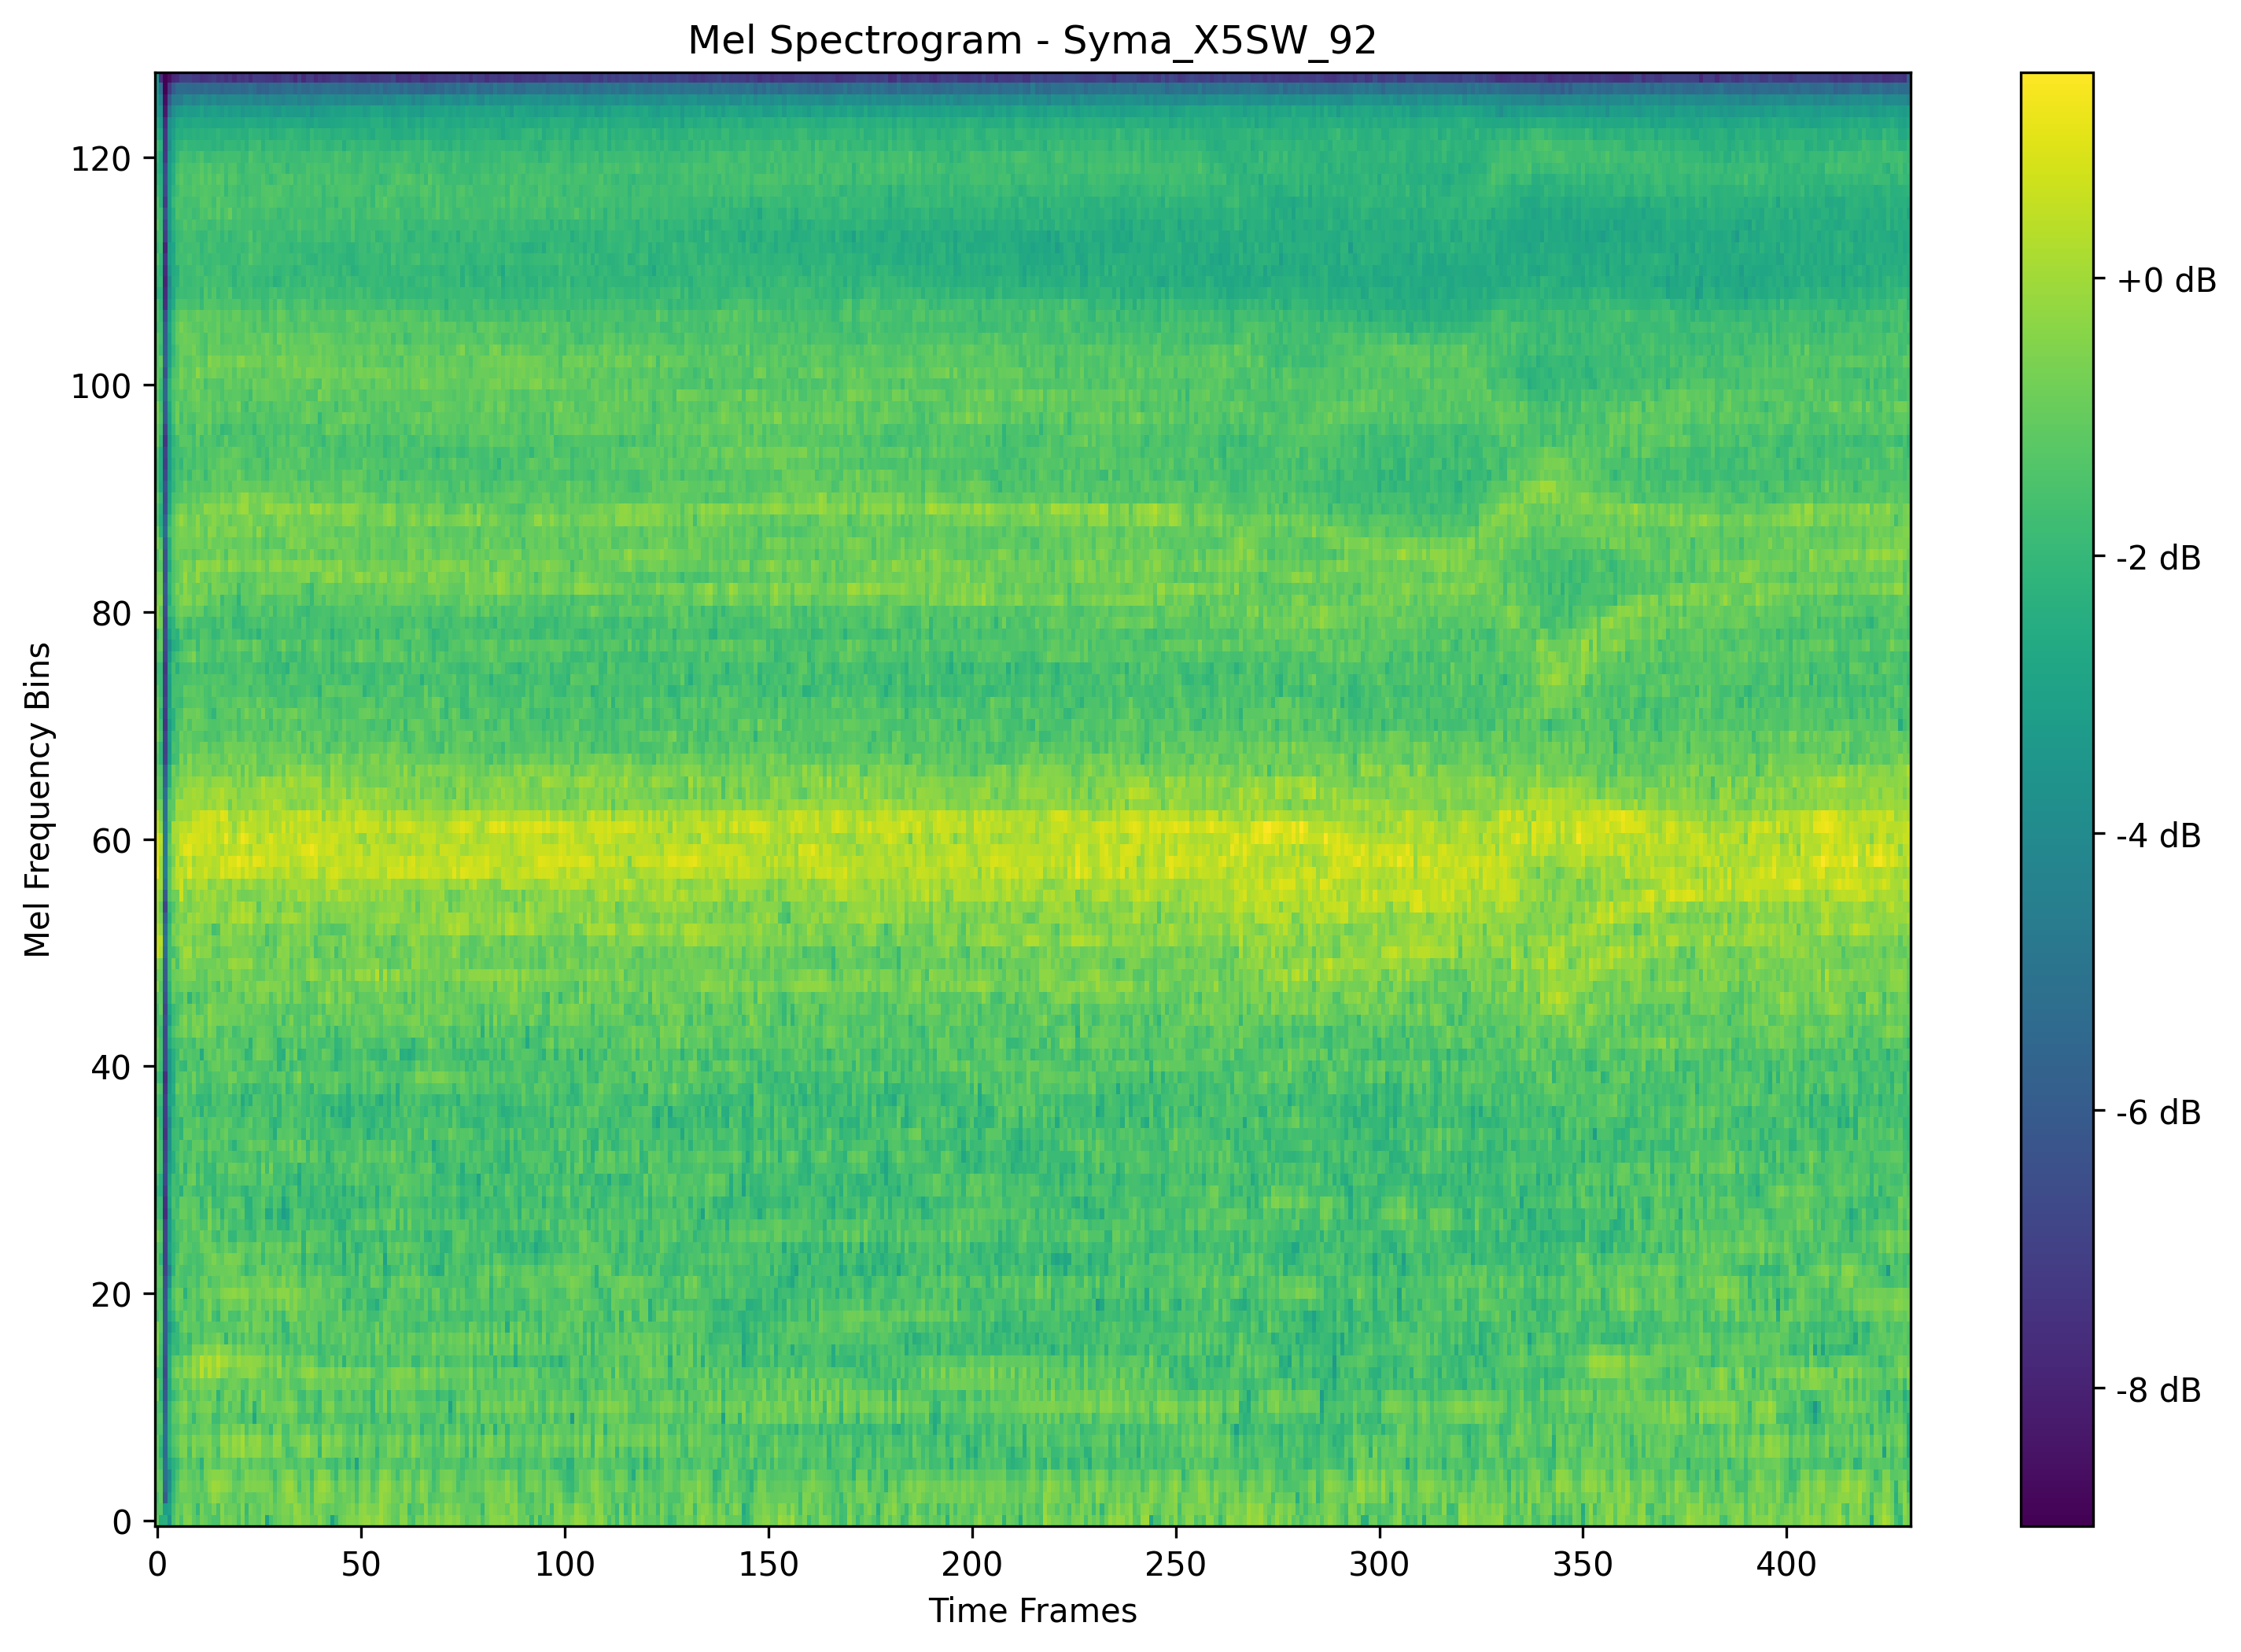 Mel Spectrogram - Syma_X5SW_92
Mel Frequency Bins
120
100
80
60
40
20
0
0 50 100 150 200 250 300 350 400
Time Frames
+0 dB
-2 dB
-4 dB
-6 dB
-8 dB